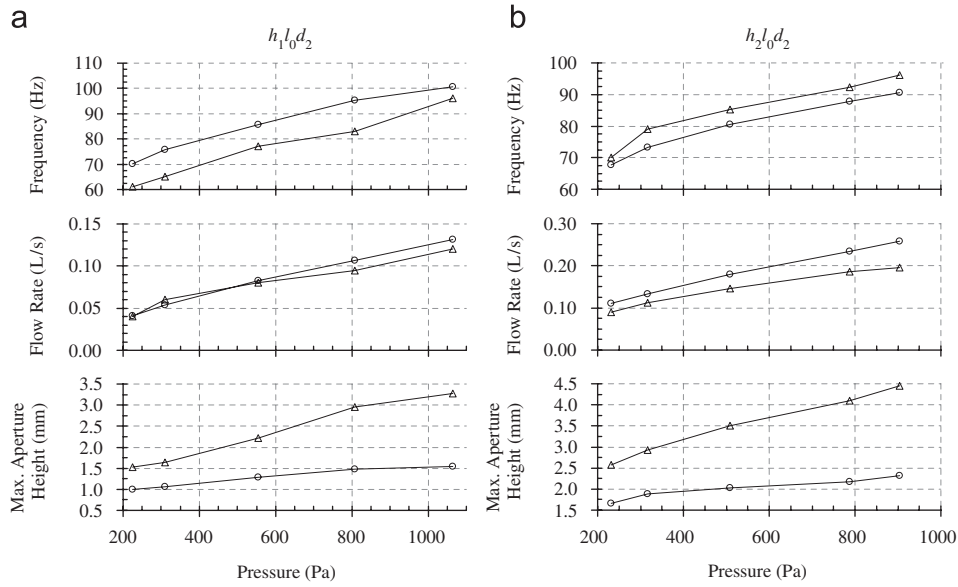 a
h₁l₀d₂
Frequency (Hz)
110
100
90
80
70
60
Flow Rate (L/s)
0.15
0.10
0.05
0.00
Max. Aperture
Height (mm)
3.5
3.0
2.5
2.0
1.5
1.0
0.5
200 400 600 800 1000
Pressure (Pa)
b
h₂l₀d₂
Frequency (Hz)
100
90
80
70
60
Flow Rate (L/s)
0.30
0.20
0.10
0.00
Max. Aperture
Height (mm)
4.5
4.0
3.5
3.0
2.5
2.0
1.5
200 400 600 800 1000
Pressure (Pa)